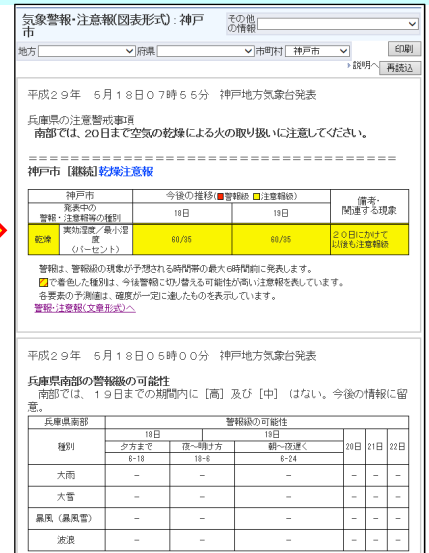 気象警報・注意報(図表形式) : 神戸市 その他の情報
地方 府県 市町村 神戸市 印刷
説明へ 再読込
平成29年 5月18日07時55分 神戸地方気象台発表
兵庫県の注意警戒事項
南部では、20日まで空気の乾燥による火の取り扱いに注意してください。
=====================================
神戸市 [継続]乾燥注意報
神戸市 今後の推移(■警報級 □注意報級) 備考・関連する現象
発表中の警報・注意報等の種別 18日 19日
乾燥 実効湿度/最小湿度(パーセント) 60/35 60/35 20日にかけて以後も注意報級
警報は、警報級の現象が予想される時間帯の最大6時間前に発表します。
で着色した種別は、今後警報に切り替える可能性が高い注意報を表しています。
各要素の予測値は、確度が一定に達したものを表示しています。
警報・注意報(文章形式)へ
平成29年 5月18日05時00分 神戸地方気象台発表
兵庫県南部の警報級の可能性
南部では、19日までの期間内に[高]及び[中]はない。今後の情報に留
意。
兵庫県南部 警報級の可能性
種別 18日 19日 20日 21日 22日
夕方まで 夜~明け方 朝~夜遅く
6-18 18-6 6-24
大雨 - - - - - -
大雪 - - - - - -
暴風(暴風雪) - - - - - -
波浪 - - - - - -